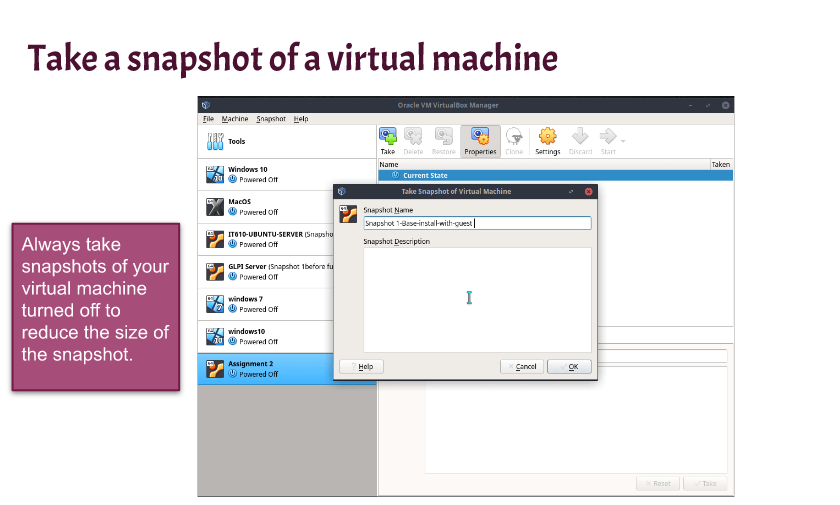 Take a snapshot of a virtual machine
Oracle VM VirtualBox Manager
File Machine Snapshot Help
Tools
Take Delete Restore Properties Clone Settings Discard Start
Name Taken
Current State
Windows 10
Powered Off
MacOS
Powered Off
IT610-UBUNTU-SERVER (Snapsho
Powered Off
GLPI Server (Snapshot 1before fu
Powered Off
windows 7
Powered Off
windows10
Powered Off
Assignment 2
Powered Off
Take Snapshot of Virtual Machine
Snapshot Name
Snapshot 1-Base-install-with-guest
Snapshot Description
Help Cancel OK
Reset Take
Always take
snapshots of your
virtual machine
turned off to
reduce the size of
the snapshot.